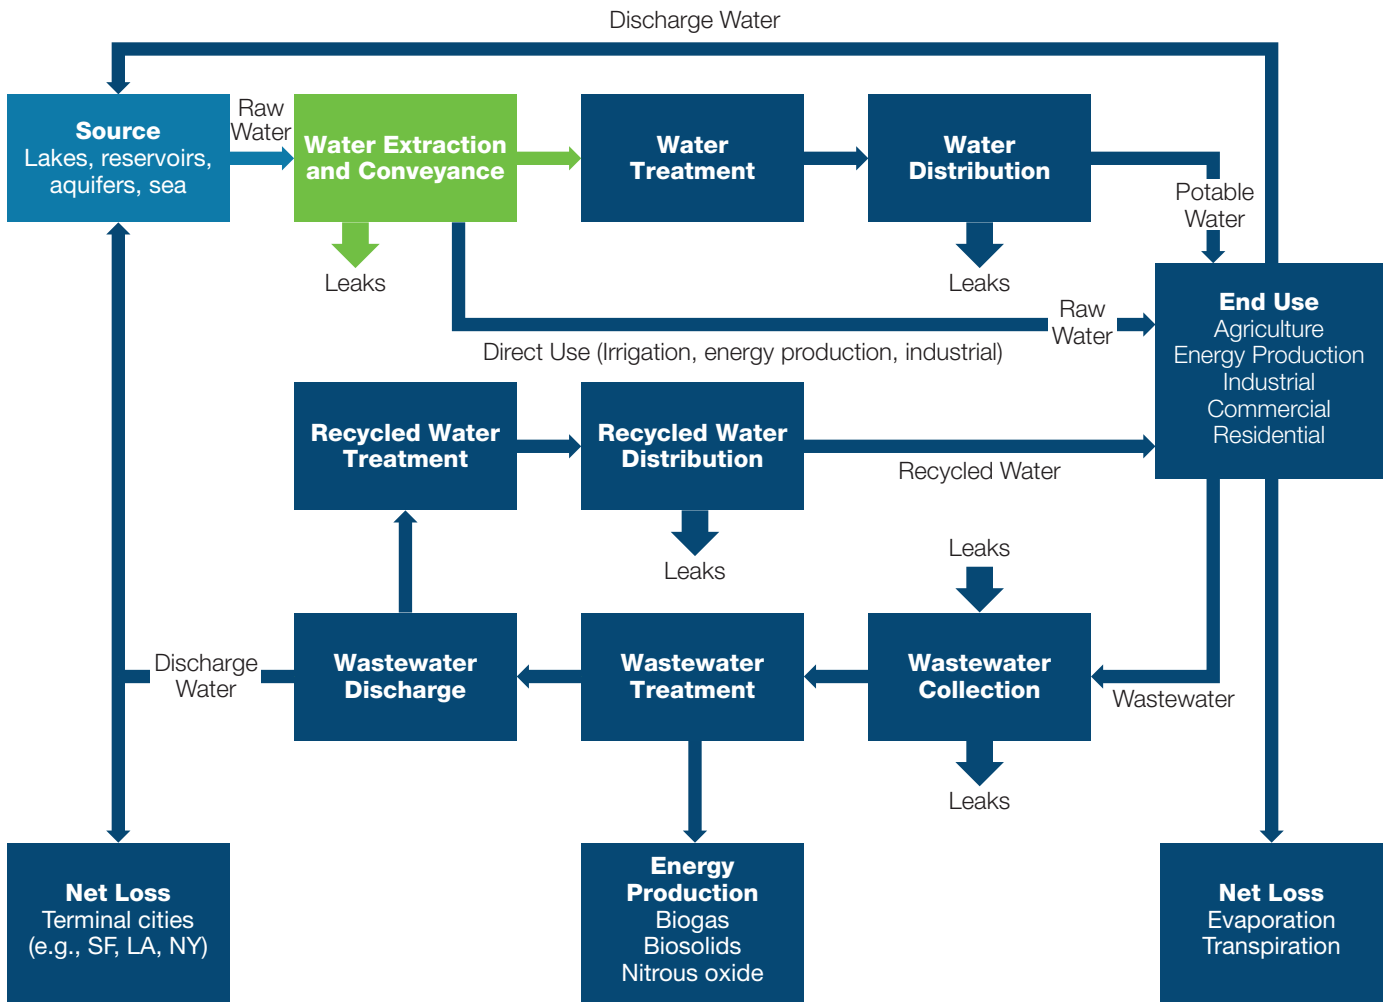 Discharge Water
Source
Lakes, reservoirs,
aquifers, sea
Raw
Water
Water Extraction
and Conveyance
Water
Treatment
Water
Distribution
Potable
Water
Leaks
Leaks
End Use
Agriculture
Energy Production
Industrial
Commercial
Residential
Raw
Water
Direct Use (Irrigation, energy production, industrial)
Recycled Water
Treatment
Recycled Water
Distribution
Recycled Water
Leaks
Leaks
Discharge
Water
Wastewater
Discharge
Wastewater
Treatment
Wastewater
Collection
Wastewater
Leaks
Net Loss
Terminal cities
(e.g., SF, LA, NY)
Energy
Production
Biogas
Biosolids
Nitrous oxide
Net Loss
Evaporation
Transpiration